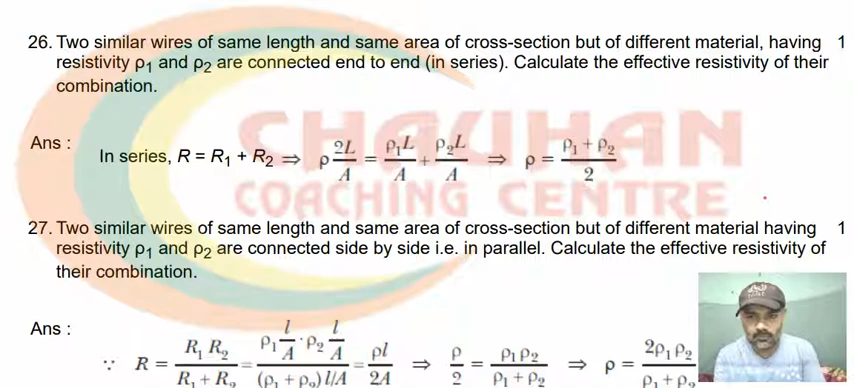 26. Two similar wires of same length and same area of cross-section but of different material, having 1
resistivity ρ1 and ρ2 are connected end to end (in series). Calculate the effective resistivity of their
combination.
CHAUHAN
COACHING CENTRE
Ans :
In series, R = R1 + R2 ⇒ ρ 2L/A = ρ1L/A + ρ2L/A ⇒ ρ = (ρ1 + ρ2)/2
27. Two similar wires of same length and same area of cross-section but of different material having 1
resistivity ρ1 and ρ2 are connected side by side i.e. in parallel. Calculate the effective resistivity of
their combination.
Ans :
∵ R = R1 R2/(R1 + R2) = (ρ1 l/A · ρ2 l/A)/((ρ1 + ρ2) l/A) = ρl/2A ⇒ ρ/2 = ρ1ρ2/(ρ1 + ρ2) ⇒ ρ = 2ρ1ρ2/(ρ1 + ρ2